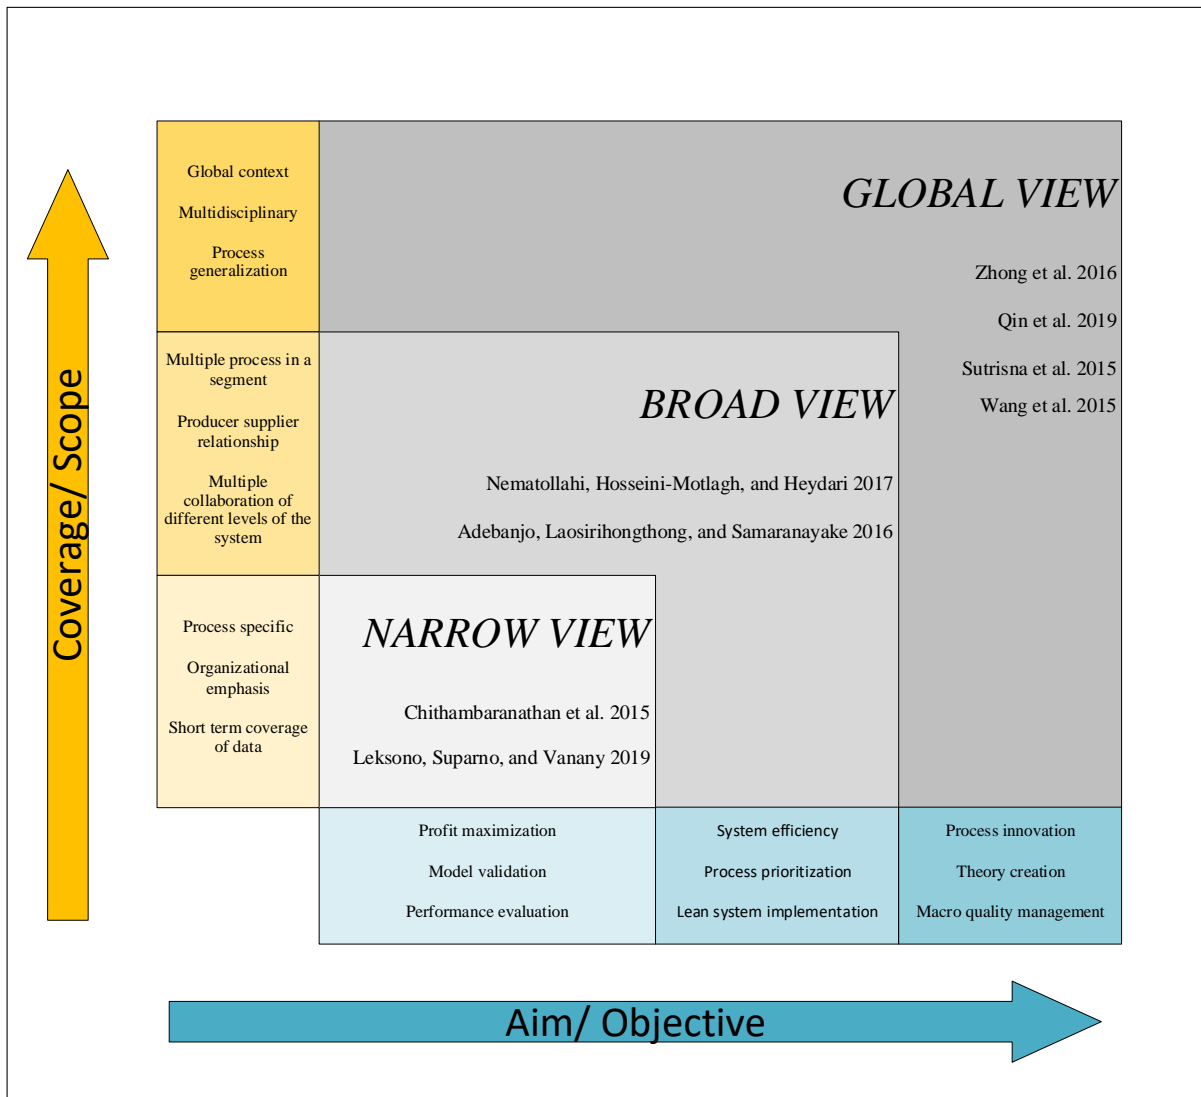 Global context
Multidisciplinary
Process
generalization
GLOBAL VIEW
Zhong et al. 2016
Qin et al. 2019
Sutrisna et al. 2015
Wang et al. 2015
Multiple process in a
segment
Producer supplier
relationship
Multiple
collaboration of
different levels of the
system
BROAD VIEW
Nematollahi, Hosseini-Motlagh, and Heydari 2017
Adebanjo, Laosirihongthong, and Samaranayake 2016
Coverage/ Scope
Process specific
Organizational
emphasis
Short term coverage
of data
NARROW VIEW
Chithambaranathan et al. 2015
Leksono, Suparno, and Vanany 2019
Profit maximization
Model validation
Performance evaluation
System efficiency
Process prioritization
Lean system implementation
Process innovation
Theory creation
Macro quality management
Aim/ Objective